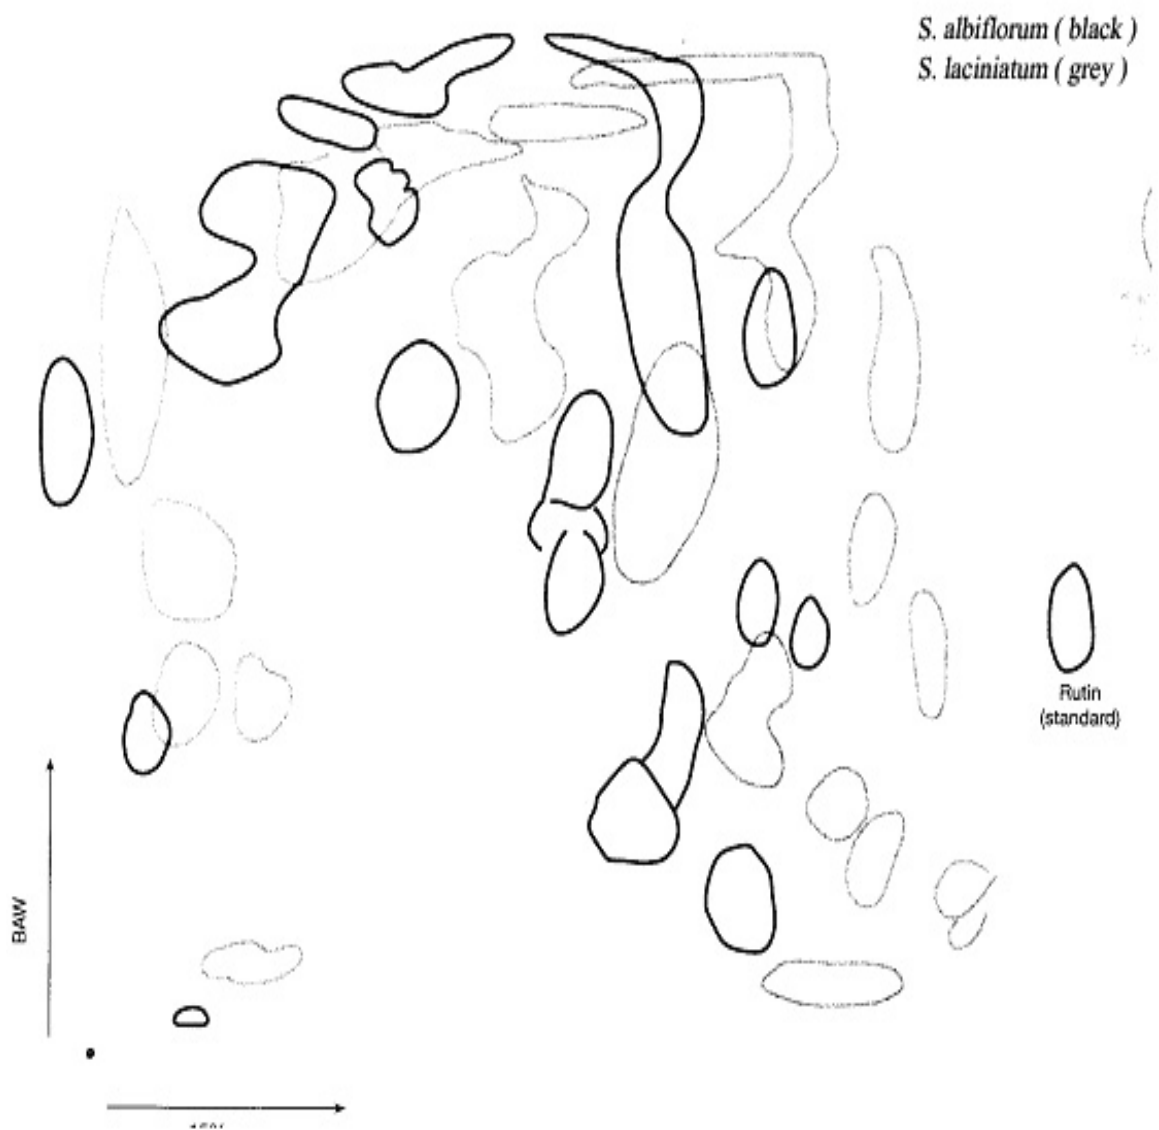 S. albiflorum ( black )
S. laciniatum ( grey )
Rutin
(standard)
BAW